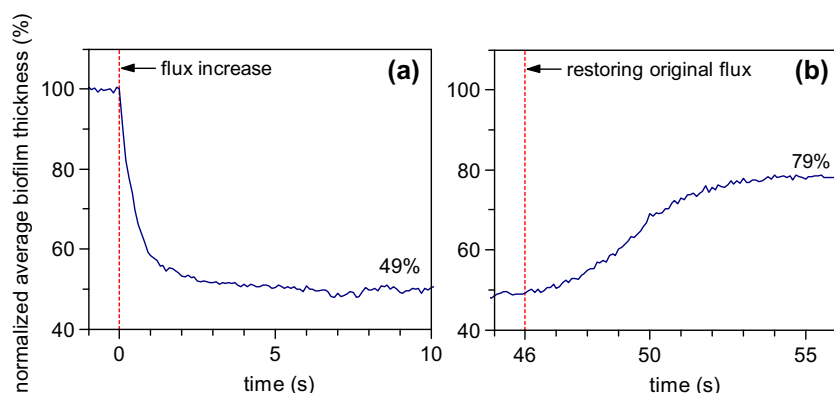 normalized average biofilm thickness (%)
100
80
60
40
flux increase
(a)
49%
0
5
10
time (s)
100
80
60
40
restoring original flux
(b)
79%
46
50
55
time (s)